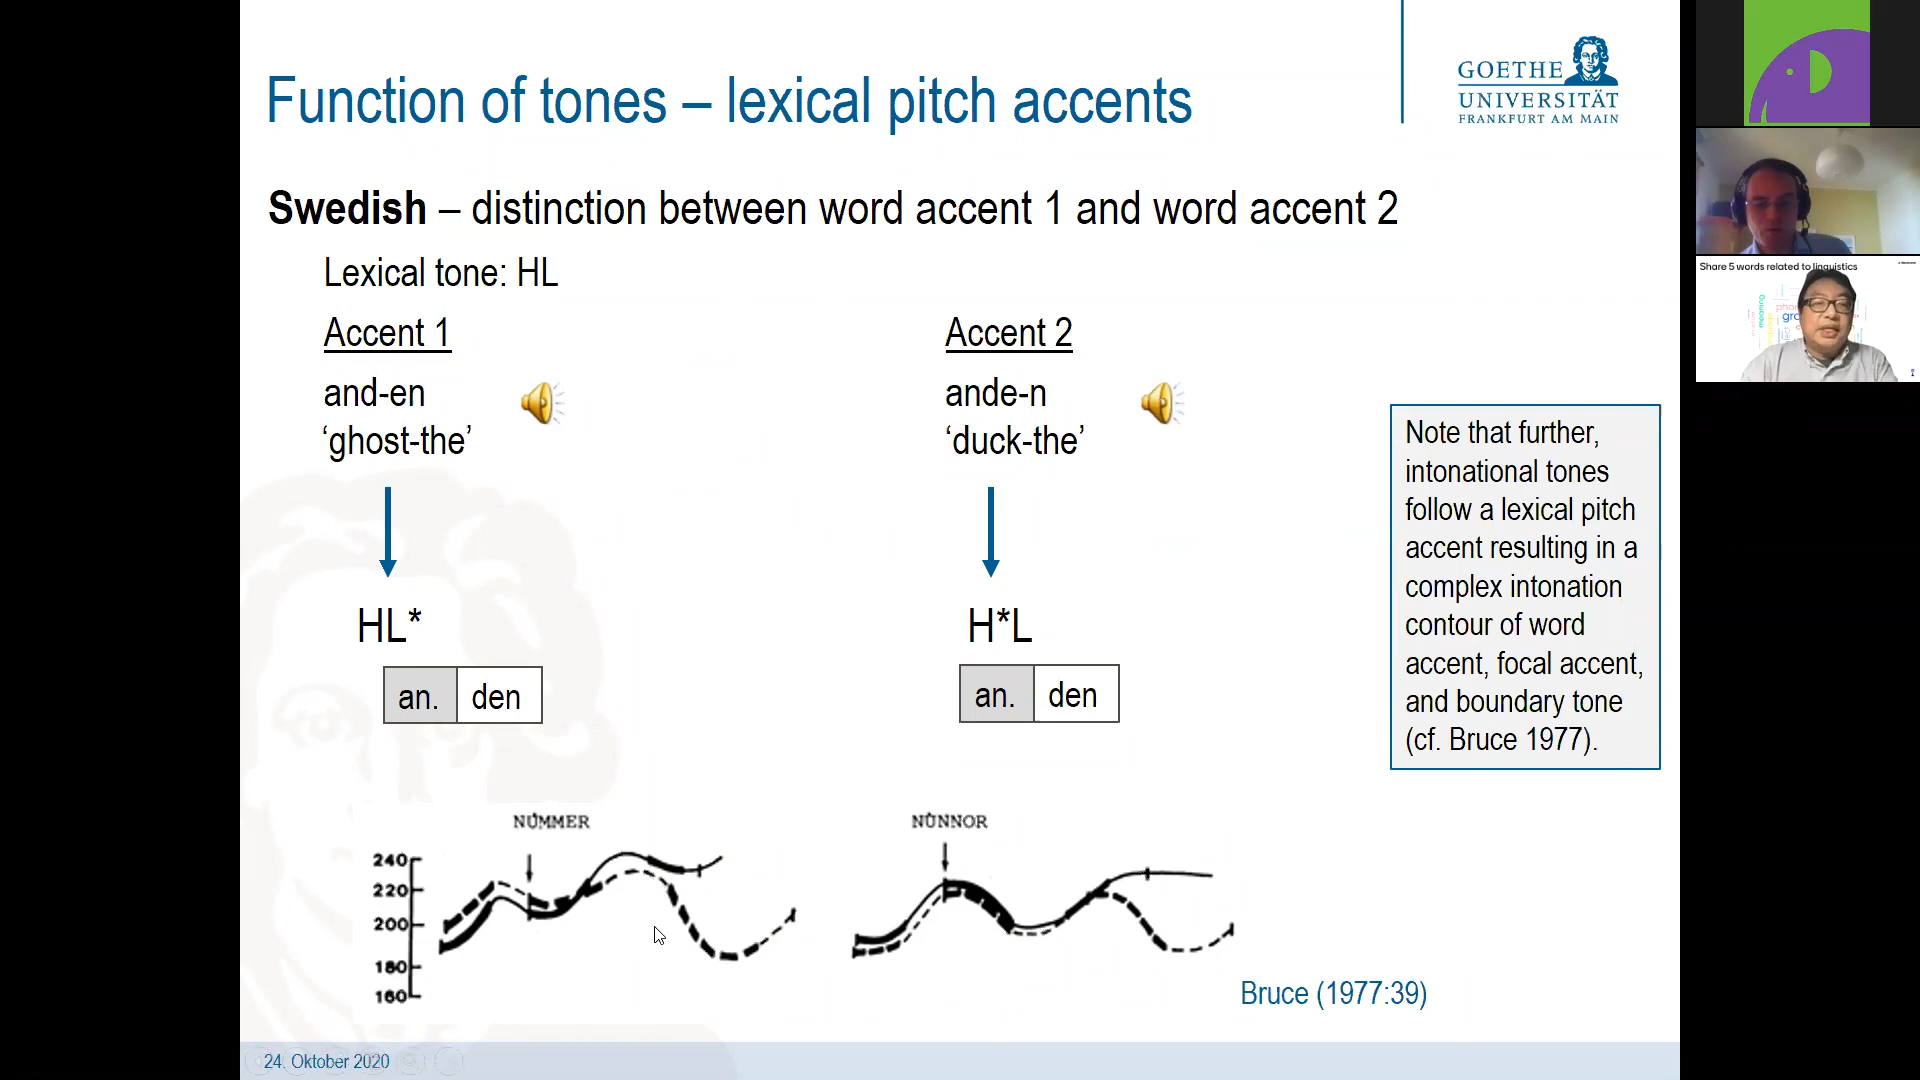 Function of tones – lexical pitch accents
GOETHE
UNIVERSITÄT
FRANKFURT AM MAIN
Swedish – distinction between word accent 1 and word accent 2
Lexical tone: HL
Accent 1
and-en
‘ghost-the’
HL*
an. den
Accent 2
ande-n
‘duck-the’
H*L
an. den
Note that further,
intonational tones
follow a lexical pitch
accent resulting in a
complex intonation
contour of word
accent, focal accent,
and boundary tone
(cf. Bruce 1977).
NÚMMER
NÙNNOR
240
220
200
180
160
Bruce (1977:39)
24. Oktober 2020
Share 5 words related to linguistics
meaning